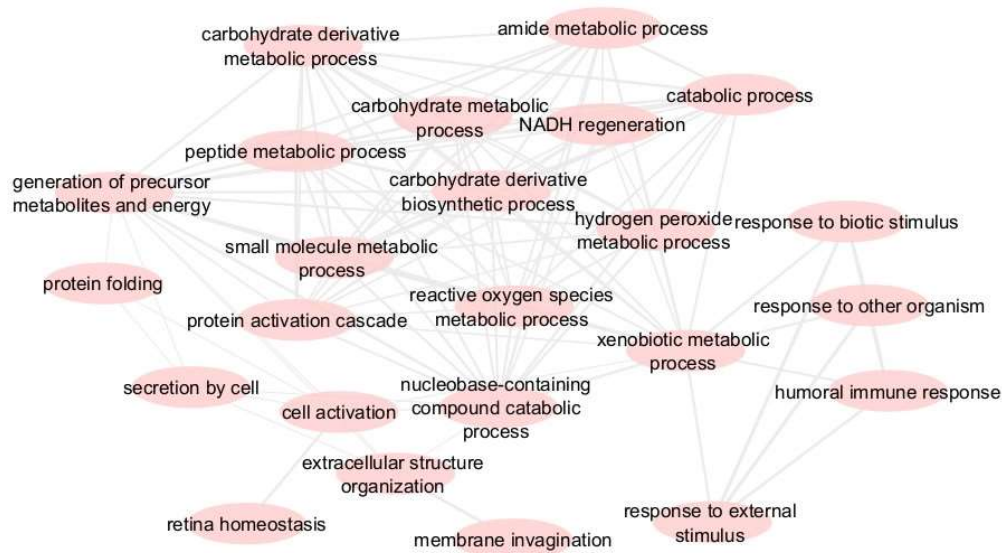 carbohydrate derivative
metabolic process
amide metabolic process
catabolic process
carbohydrate metabolic
process
NADH regeneration
peptide metabolic process
generation of precursor
metabolites and energy
carbohydrate derivative
biosynthetic process
hydrogen peroxide
metabolic process
response to biotic stimulus
small molecule metabolic
process
protein folding
reactive oxygen species
metabolic process
response to other organism
protein activation cascade
xenobiotic metabolic
process
secretion by cell
nucleobase-containing
compound catabolic
process
humoral immune response
cell activation
extracellular structure
organization
retina homeostasis
membrane invagination
response to external
stimulus